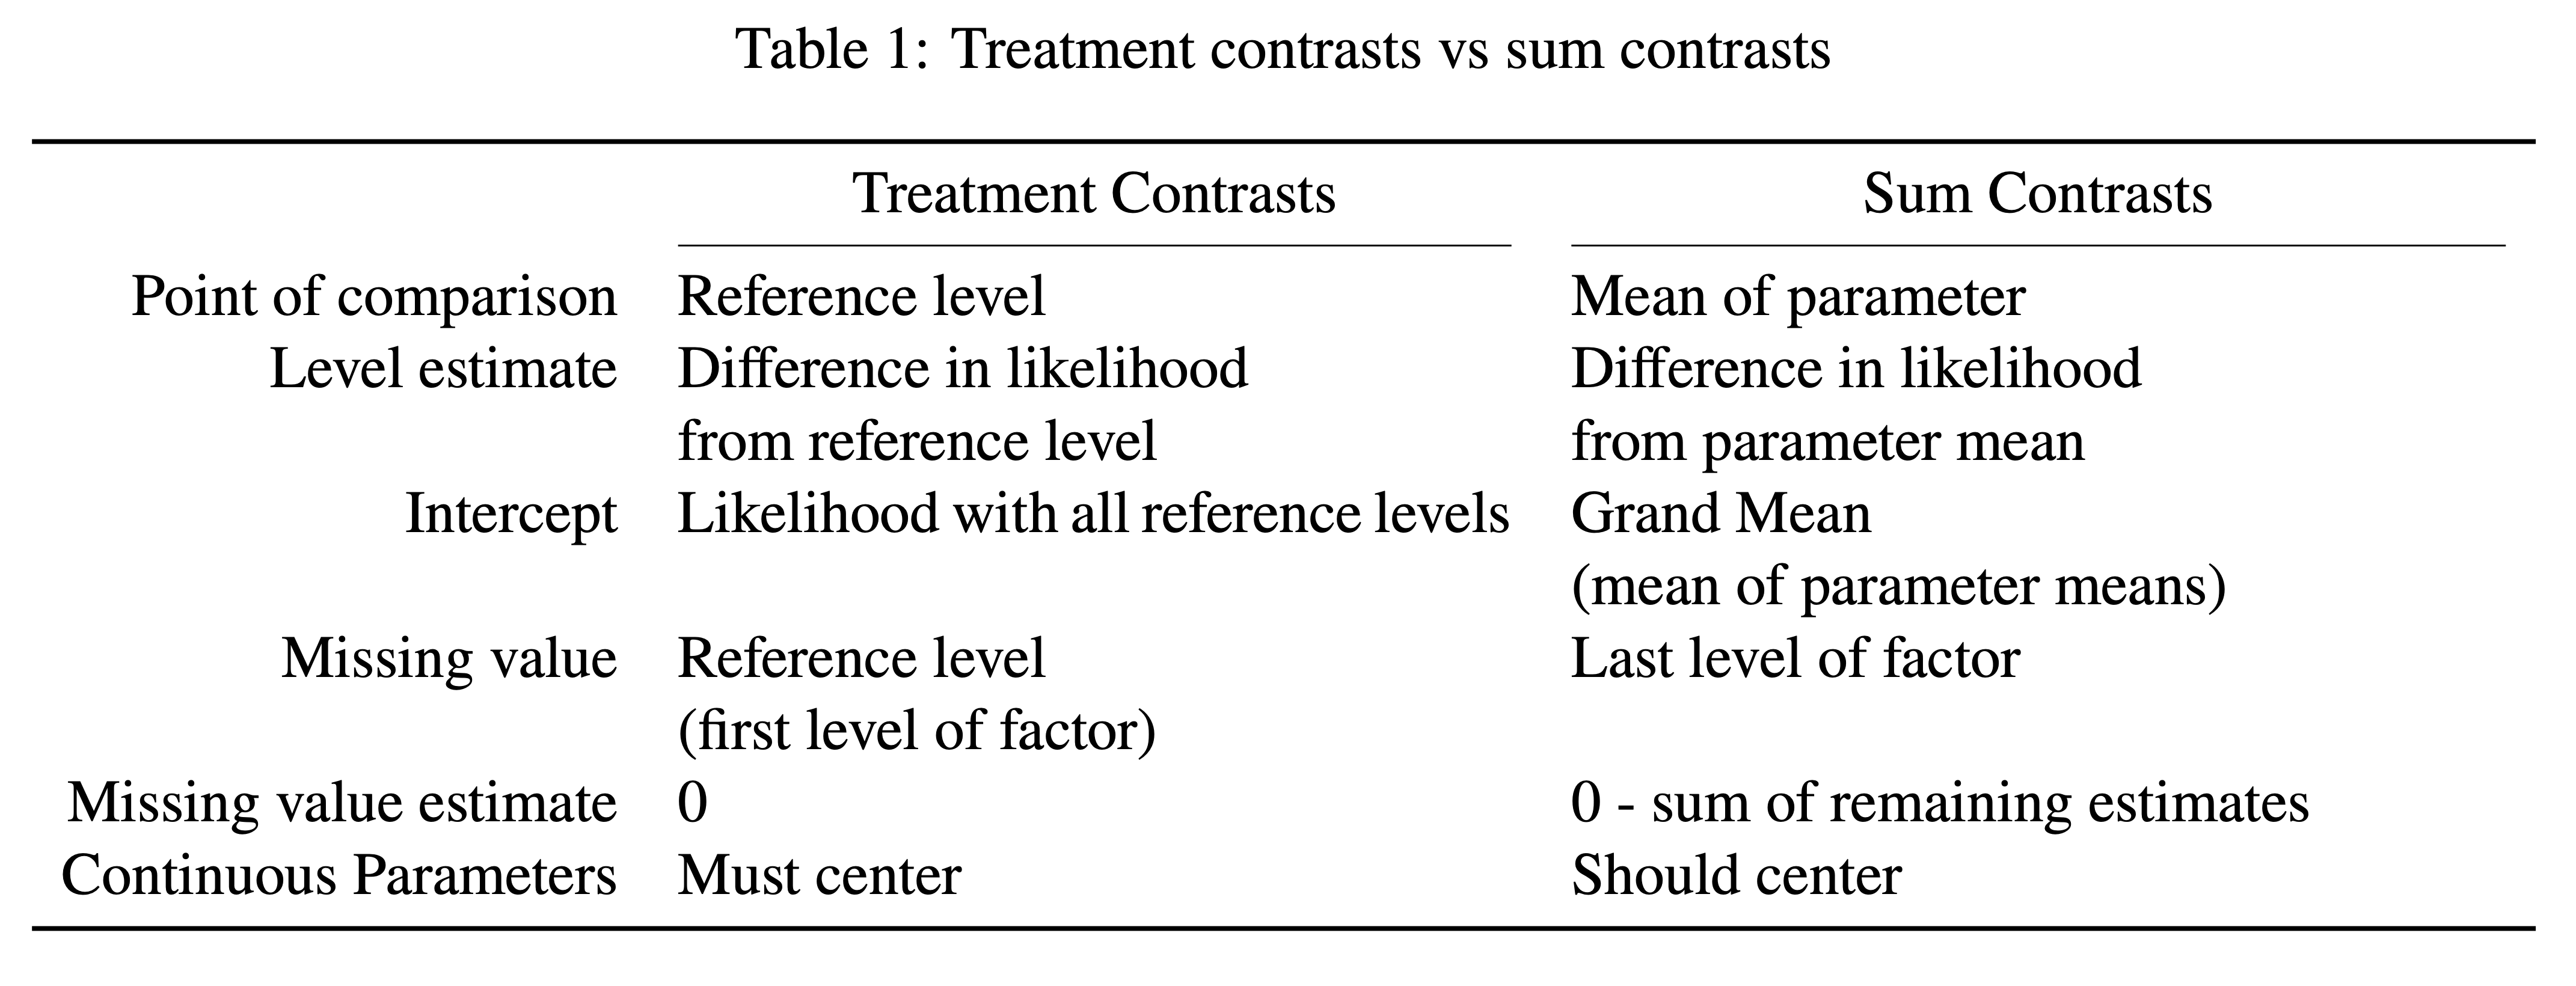 Table 1: Treatment contrasts vs sum contrasts
Treatment Contrasts Sum Contrasts
Point of comparison Reference level Mean of parameter
Level estimate Difference in likelihood Difference in likelihood
from reference level from parameter mean
Intercept Likelihood with all reference levels Grand Mean
(mean of parameter means)
Missing value Reference level Last level of factor
(first level of factor)
Missing value estimate 0 0 - sum of remaining estimates
Continuous Parameters Must center Should center